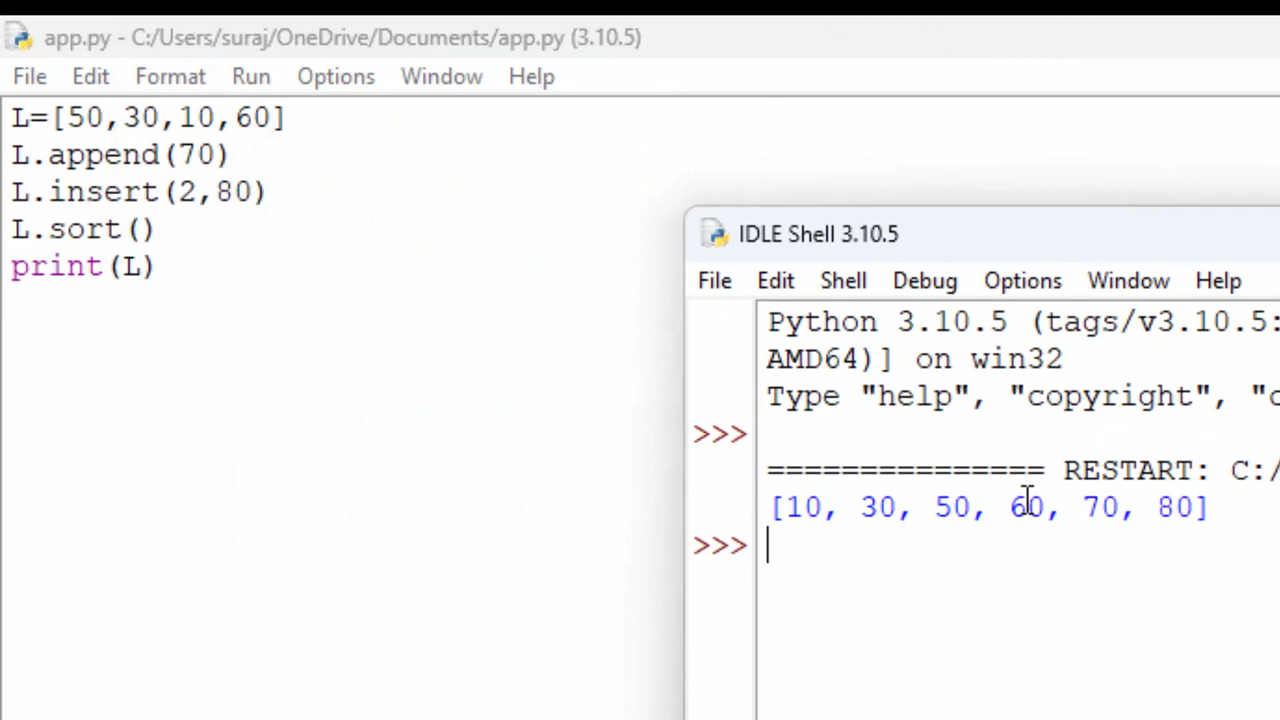 app.py - C:/Users/suraj/OneDrive/Documents/app.py (3.10.5)
File Edit Format Run Options Window Help
L=[50,30,10,60]
L.append(70)
L.insert(2,80)
L.sort()
print(L)
IDLE Shell 3.10.5
File Edit Shell Debug Options Window Help
Python 3.10.5 (tags/v3.10.5:
AMD64)] on win32
Type "help", "copyright", "c
>>>
=============== RESTART: C:/
[10, 30, 50, 60, 70, 80]
>>>